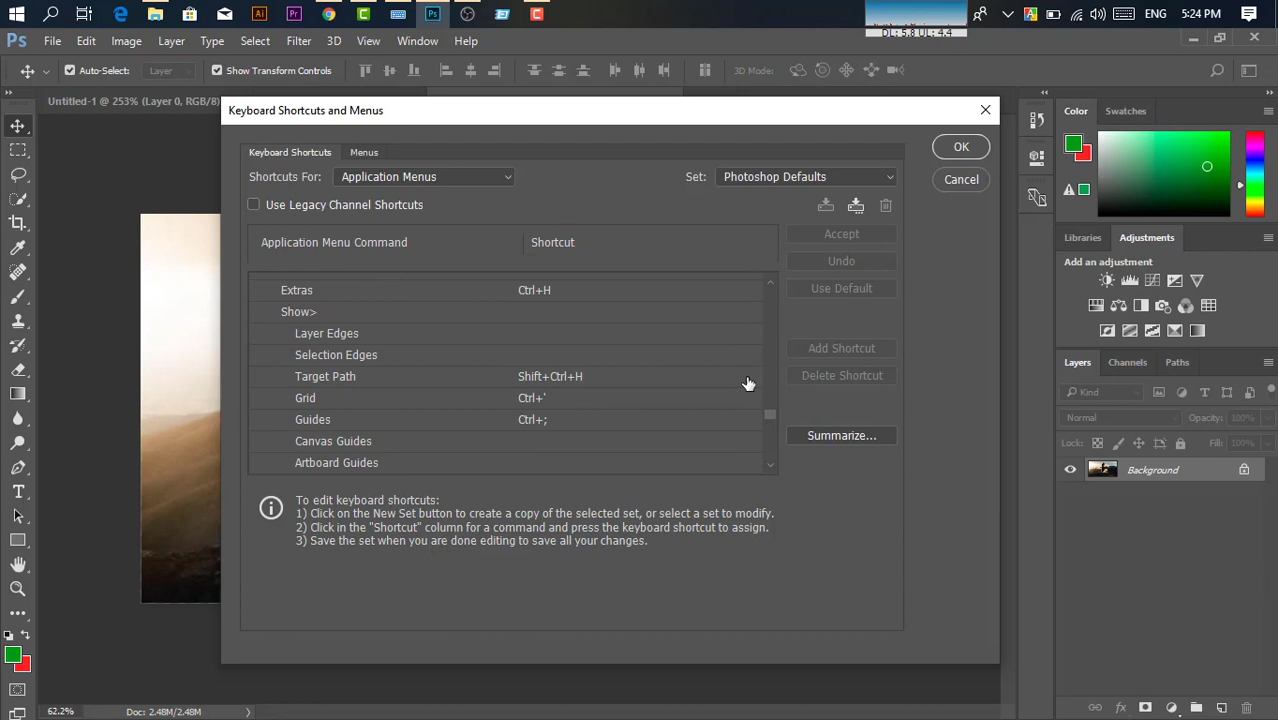 ENG 5:24 PM
DL: 5.8 UL: 4.4
Ps File Edit Image Layer Type Select Filter 3D View Window Help
Auto-Select: Layer Show Transform Controls 3D Mode:
Untitled-1 @ 253% (Layer 0, RGB/8)
Keyboard Shortcuts and Menus
Keyboard Shortcuts Menus
Shortcuts For: Application Menus Set: Photoshop Defaults
Use Legacy Channel Shortcuts
Application Menu Command Shortcut
Extras Ctrl+H
Show>
Layer Edges
Selection Edges
Target Path Shift+Ctrl+H
Grid Ctrl+'
Guides Ctrl+;
Canvas Guides
Artboard Guides
OK
Cancel
Accept
Undo
Use Default
Add Shortcut
Delete Shortcut
Summarize...
To edit keyboard shortcuts:
1) Click on the New Set button to create a copy of the selected set, or select a set to modify.
2) Click in the "Shortcut" column for a command and press the keyboard shortcut to assign.
3) Save the set when you are done editing to save all your changes.
Color Swatches
Libraries Adjustments
Add an adjustment
Layers Channels Paths
Kind
Normal Opacity: 100%
Lock: Fill: 100%
Background
62.2% Doc: 2.48M/2.48M